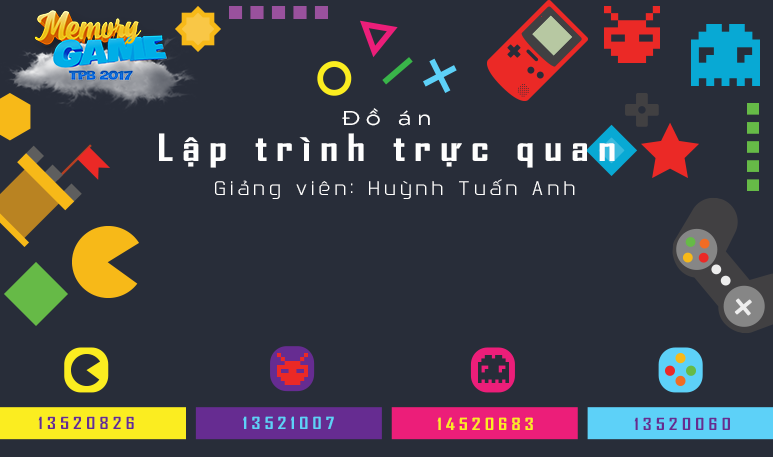 Memory
GAME
TPB 2017
Đồ án
Lập trình trực quan
Giảng viên: Huỳnh Tuấn Anh
13520826
13521007
14520683
13520060